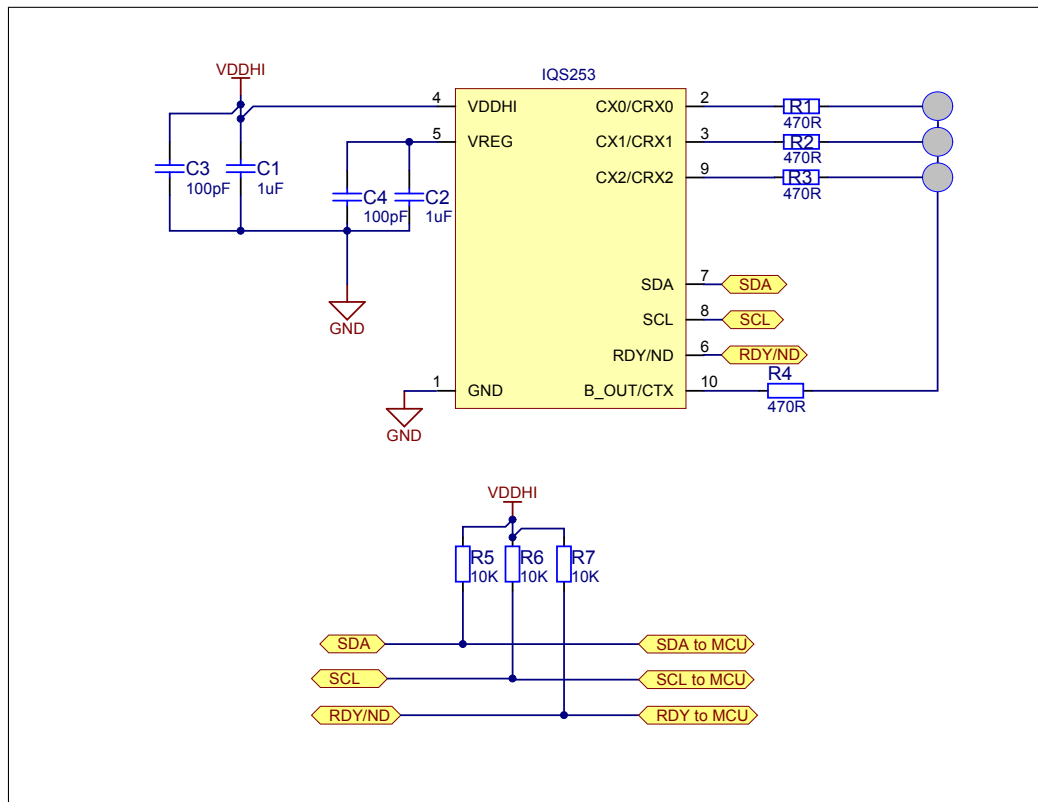 IQS253
VDDHI
C3
100pF
C1
1uF
C4
100pF
C2
1uF
GND
GND
4 VDDHI
5 VREG
1 GND
CX0/CRX0 2
CX1/CRX1 3
CX2/CRX2 9
SDA 7
SCL 8
RDY/ND 6
B_OUT/CTX 10
R1
470R
R2
470R
R3
470R
SDA
SCL
RDY/ND
R4
470R
VDDHI
R5
10K
R6
10K
R7
10K
SDA SDA to MCU
SCL SCL to MCU
RDY/ND RDY to MCU